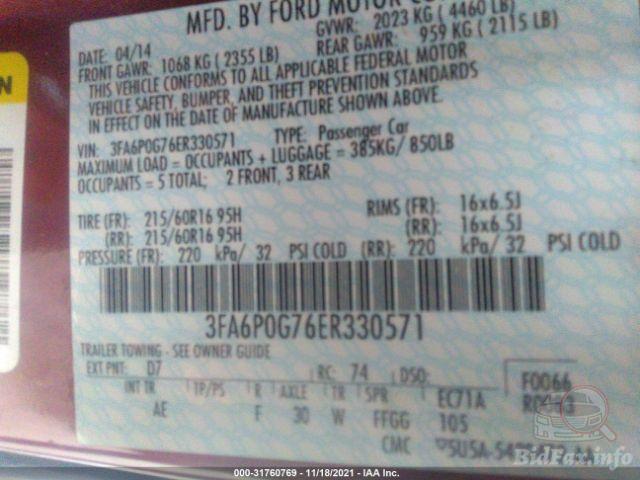 MFD. BY FORD MOTOR
GVWR: 2023 KG ( 4460 LB)
DATE: 04/14
FRONT GAWR: 1068 KG ( 2355 LB) REAR GAWR: 959 KG ( 2115 LB)
THIS VEHICLE CONFORMS TO ALL APPLICABLE FEDERAL MOTOR
VEHICLE SAFETY, BUMPER, AND THEFT PREVENTION STANDARDS
IN EFFECT ON THE DATE OF MANUFACTURE SHOWN ABOVE.
VIN: 3FA6P0G76ER330571 TYPE: Passenger Car
MAXIMUM LOAD = OCCUPANTS + LUGGAGE = 385KG/ 850LB
OCCUPANTS = 5 TOTAL; 2 FRONT, 3 REAR
TIRE (FR): 215/60R16 95H RIMS (FR): 16x6.5J
(RR): 215/60R16 95H (RR): 16x6.5J
PRESSURE (FR): 220 kPa/ 32 PSI COLD (RR): 220 kPa/ 32 PSI COLD
3FA6P0G76ER330571
TRAILER TOWING - SEE OWNER GUIDE
EXT PNT: D7 RC: 74 DSO: F0066
INT TR TP/PS R AXLE TR SPR EC71A
AE F 30 W FFGG 105
CMC
BidFax.info
000-31760769 - 11/18/2021 - IAA Inc.